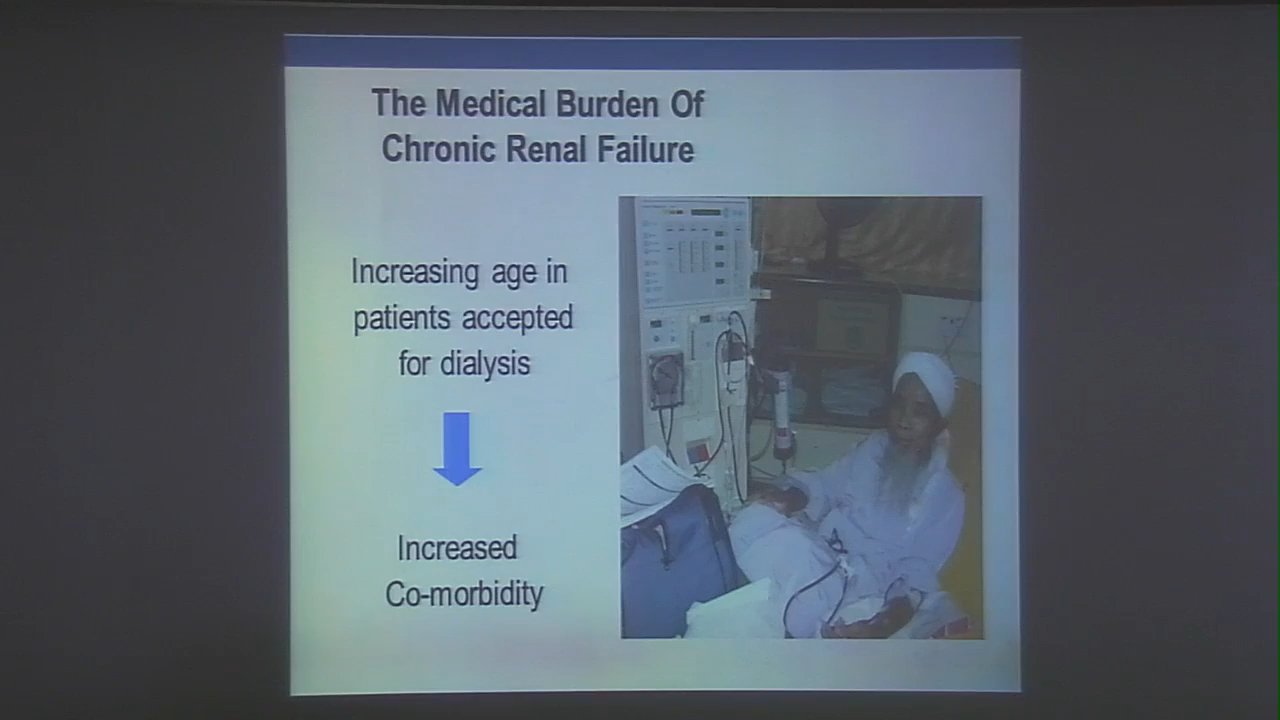 The Medical Burden Of
Chronic Renal Failure
Increasing age in
patients accepted
for dialysis
Increased
Co-morbidity